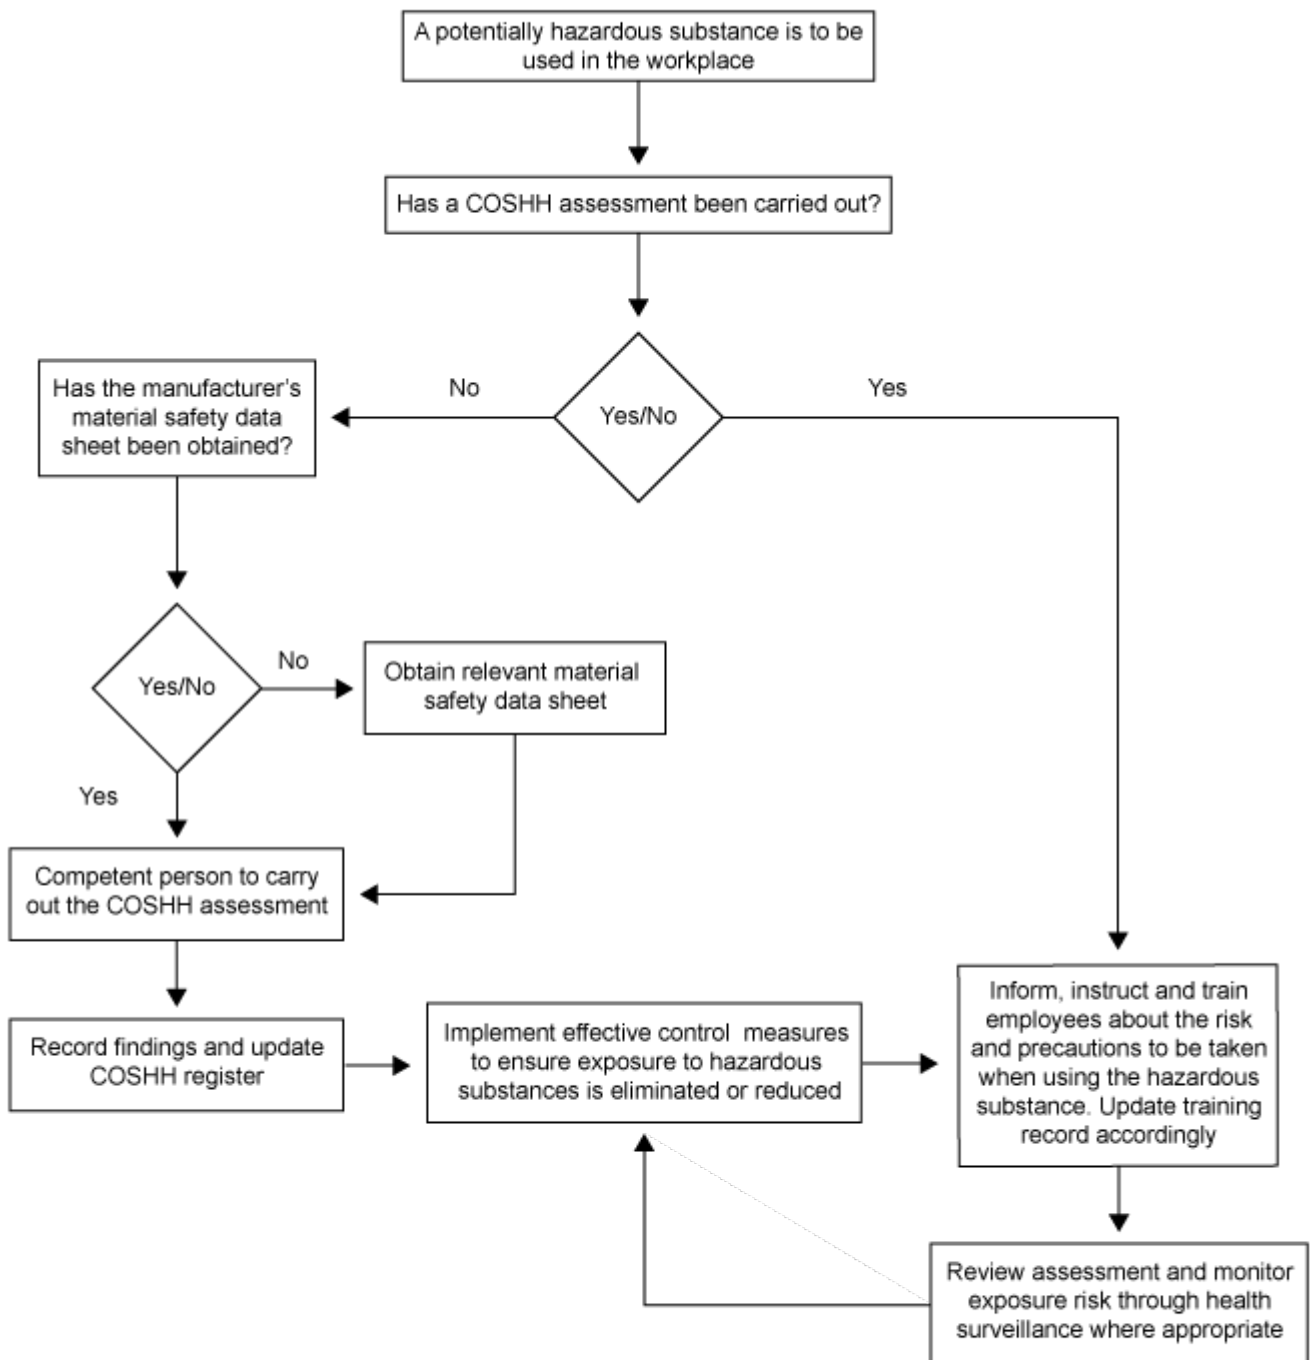 A potentially hazardous substance is to be
used in the workplace
Has a COSHH assessment been carried out?
Has the manufacturer's
material safety data
sheet been obtained?
No
Yes/No
Yes
Yes/No
No
Obtain relevant material
safety data sheet
Yes
Competent person to carry
out the COSHH assessment
Record findings and update
COSHH register
Implement effective control measures
to ensure exposure to hazardous
substances is eliminated or reduced
Inform, instruct and train
employees about the risk
and precautions to be taken
when using the hazardous
substance. Update training
record accordingly
Review assessment and monitor
exposure risk through health
surveillance where appropriate